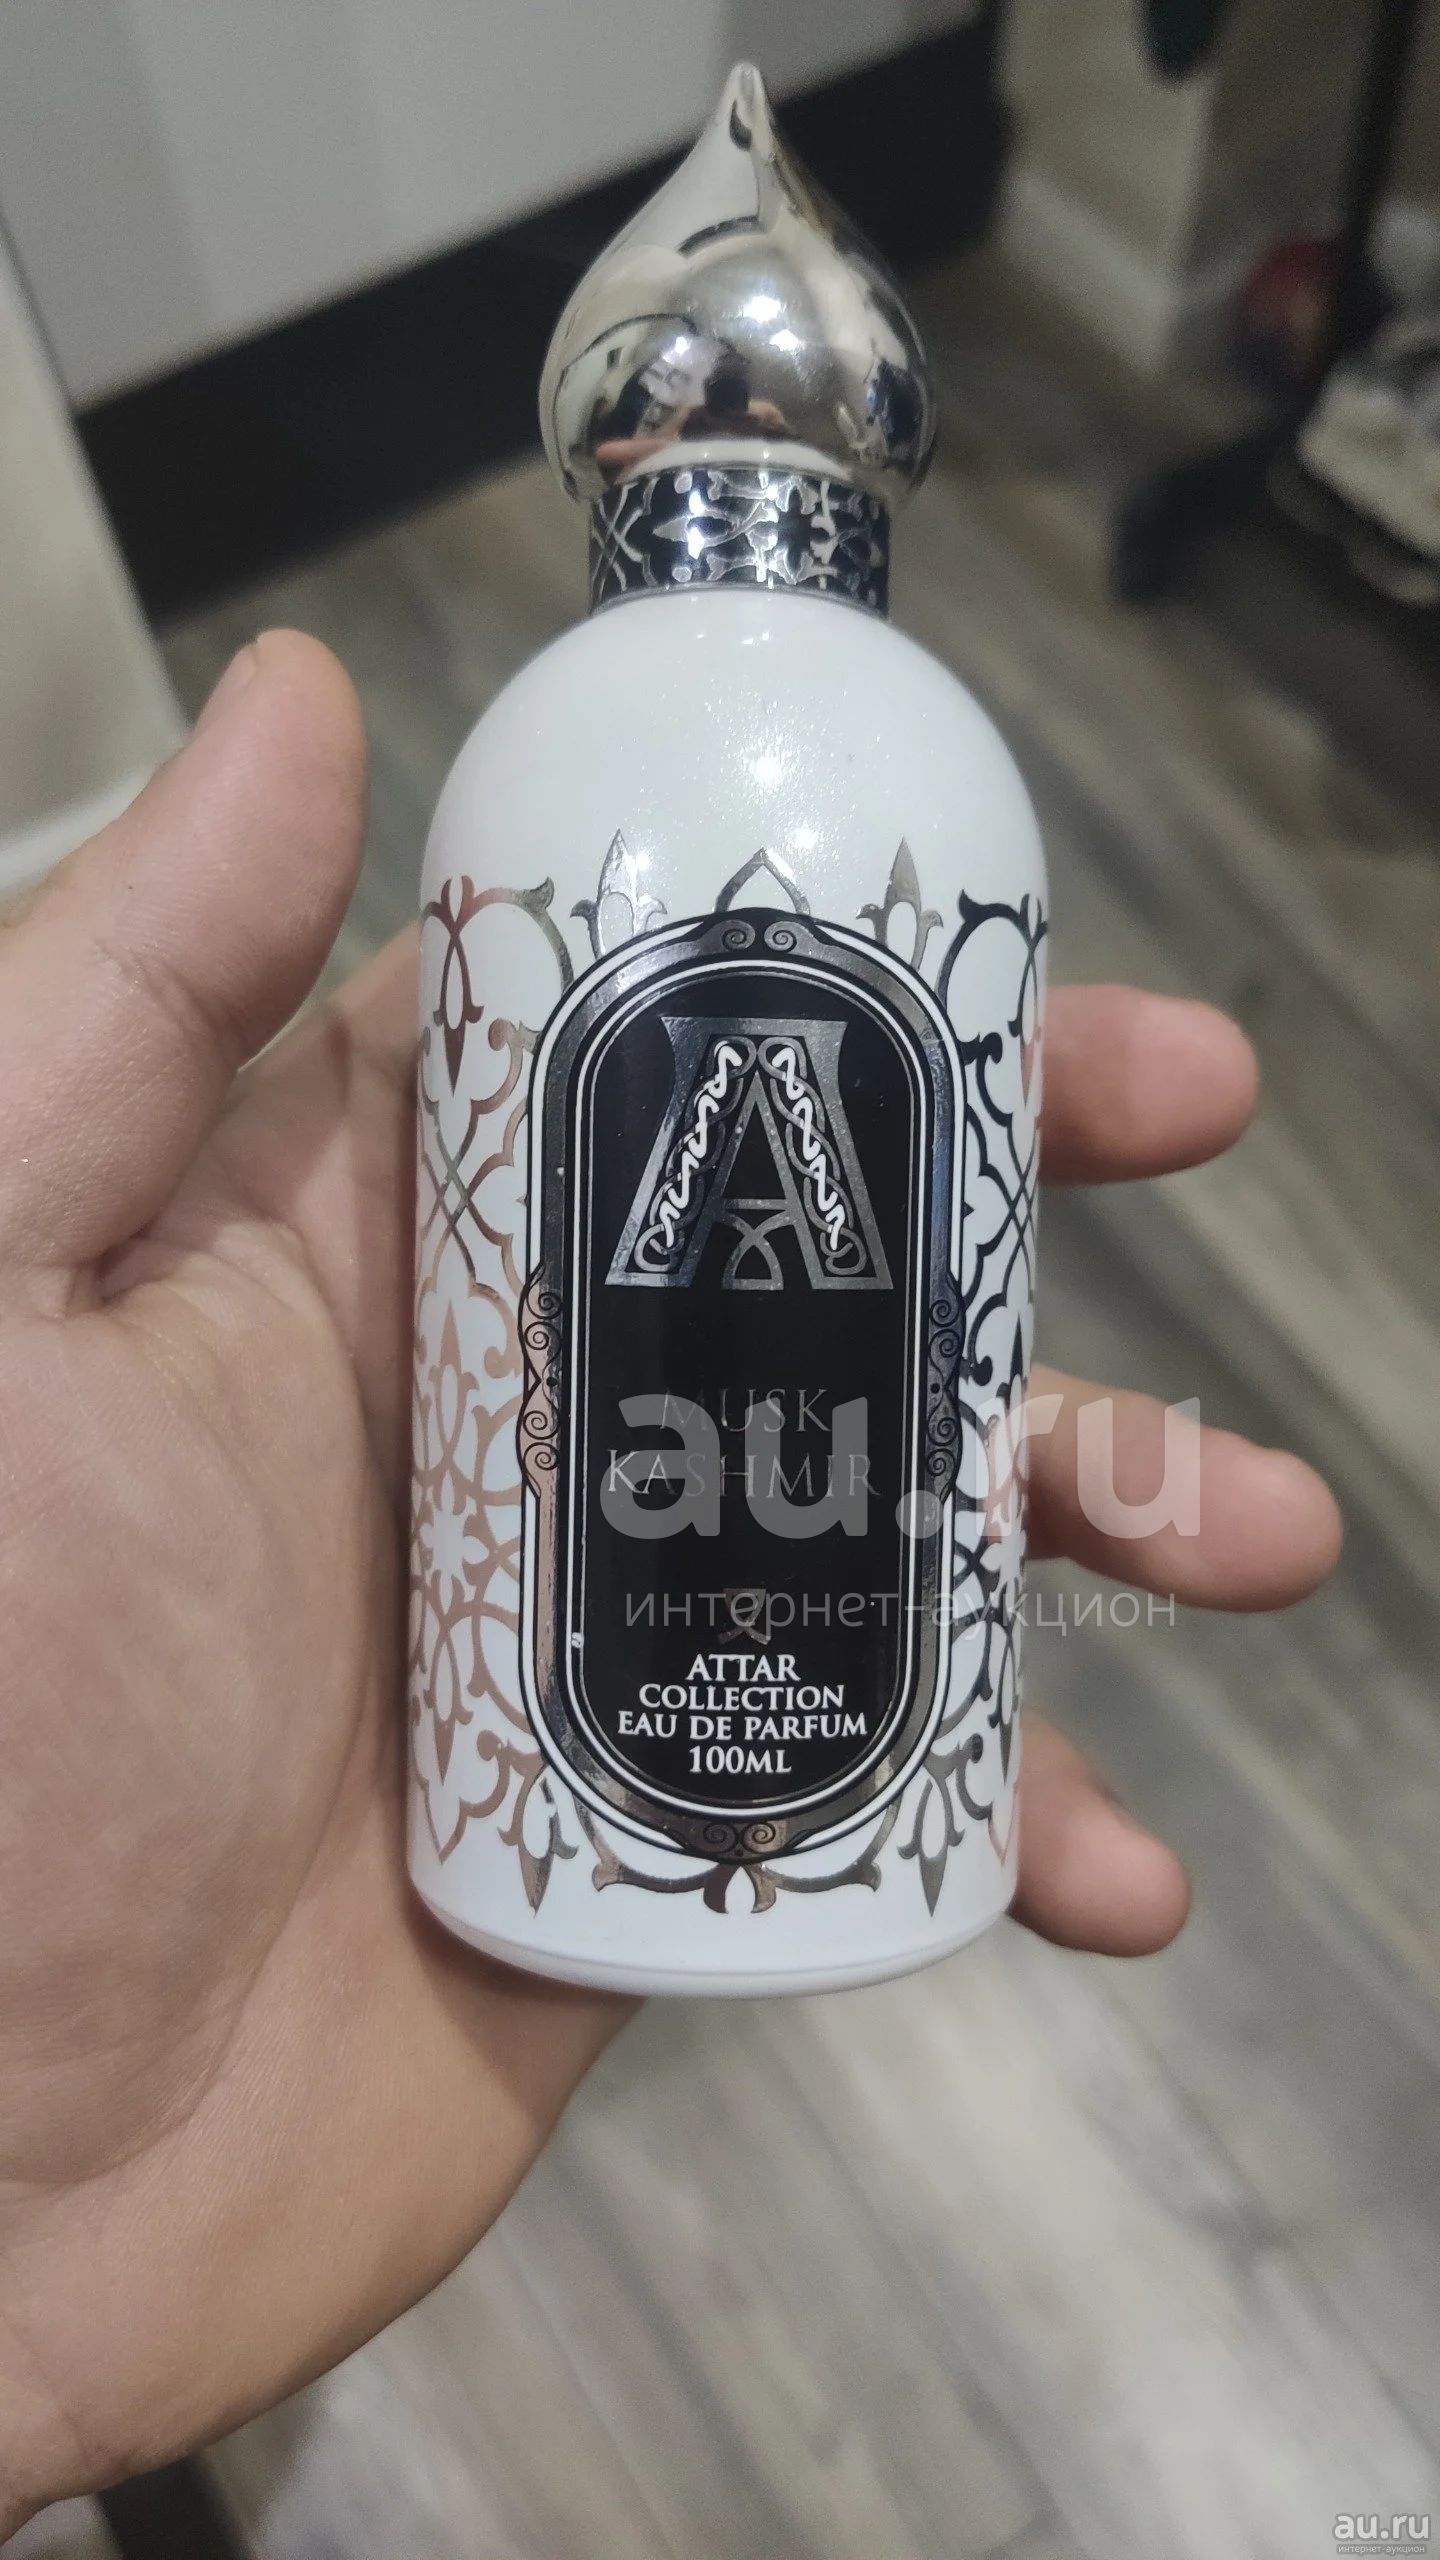 A
MUSK
KASHMIR
au.ru
интернет-аукцион
ATTAR
COLLECTION
EAU DE PARFUM
100ML
au.ru
интернет-аукцион